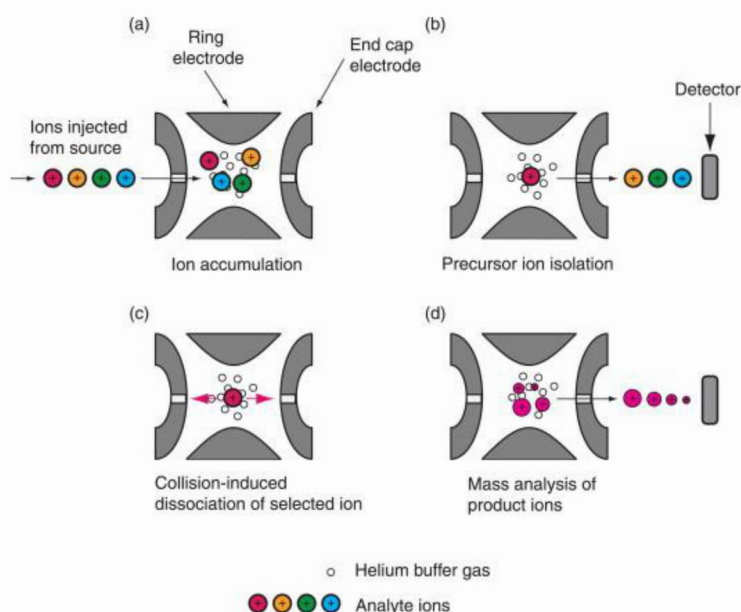 (a)
Ring
electrode
End cap
electrode
Ions injected
from source
+ + + +
+ +
+ +
Ion accumulation
(b)
Detector
+
+ + +
Precursor ion isolation
(c)
+
Collision-induced
dissociation of selected ion
(d)
+ +
+ +
+ + + +
Mass analysis of
product ions
Helium buffer gas
+ + + +
Analyte ions